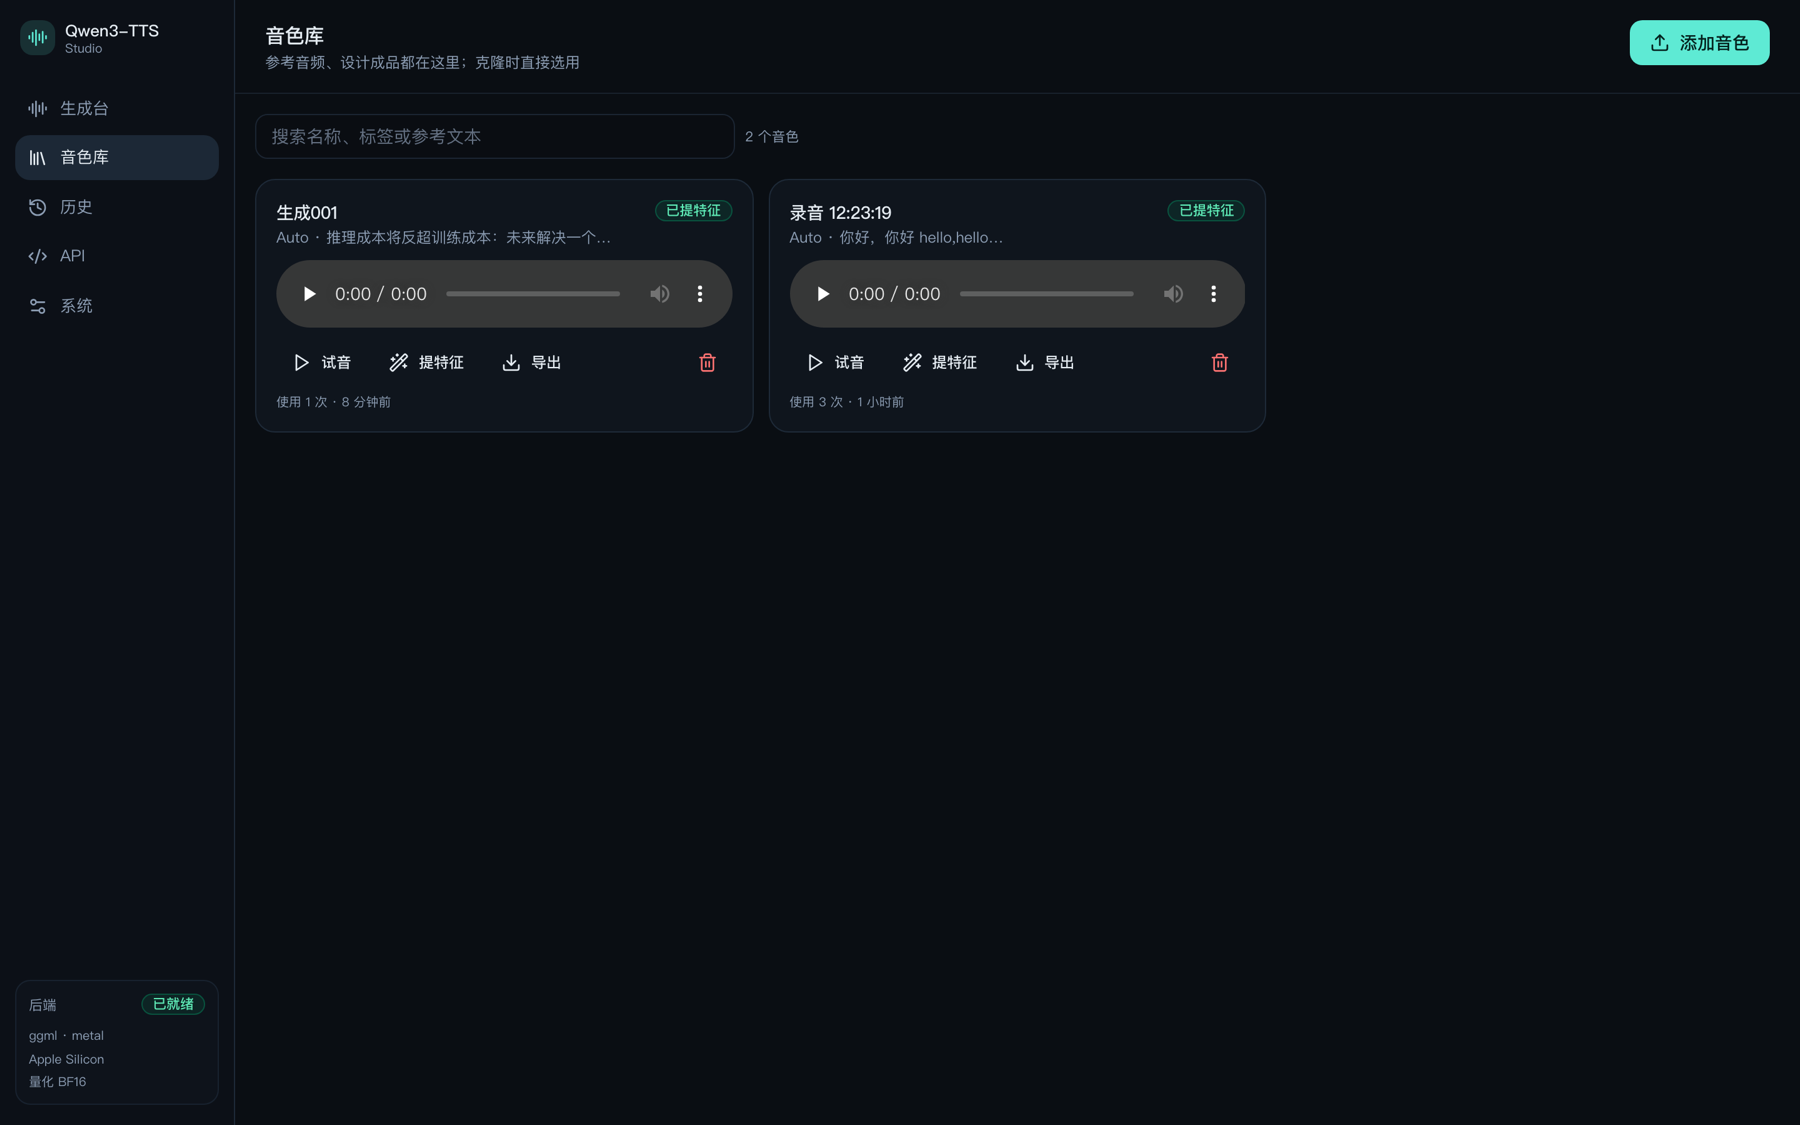 Qwen3-TTS
Studio
生成台
音色库
历史
API
系统
后端 已就绪
ggml · metal
Apple Silicon
量化 BF16
音色库
参考音频、设计成品都在这里；克隆时直接选用
添加音色
搜索名称、标签或参考文本
2 个音色
生成001 已提特征
Auto · 推理成本将反超训练成本：未来解决一个…
0:00 / 0:00
试音 提特征 导出
使用 1 次 · 8 分钟前
录音 12:23:19 已提特征
Auto · 你好，你好 hello,hello…
0:00 / 0:00
试音 提特征 导出
使用 3 次 · 1 小时前